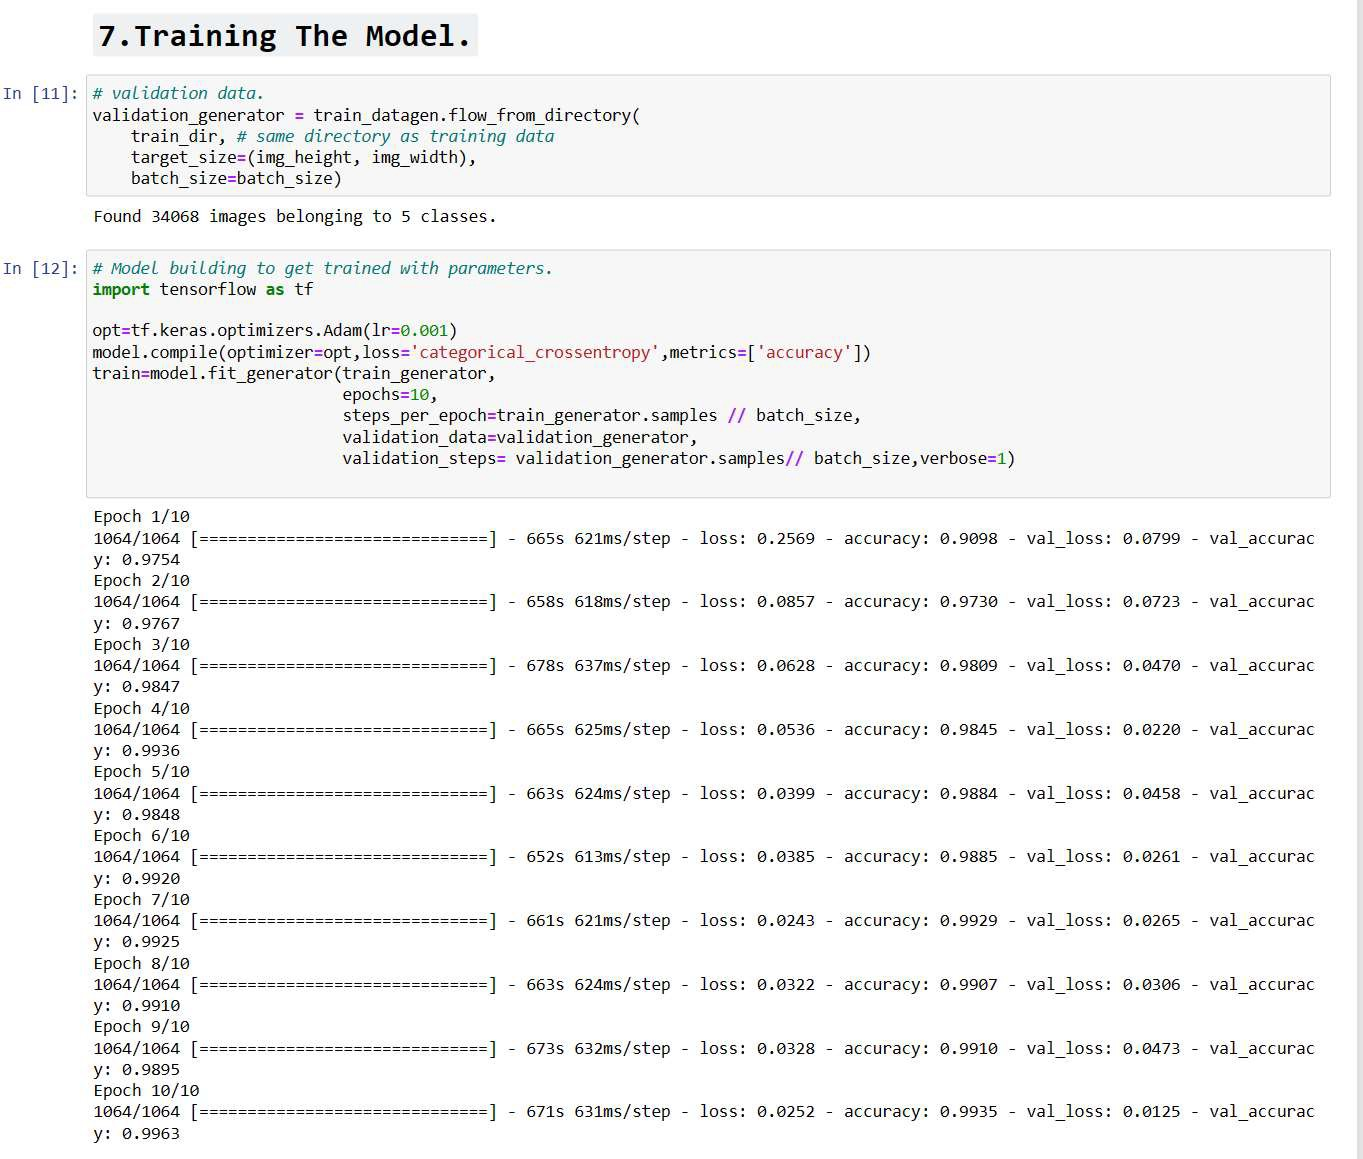 7.Training The Model.
In [11]: # validation data.
validation_generator = train_datagen.flow_from_directory(
    train_dir, # same directory as training data
    target_size=(img_height, img_width),
    batch_size=batch_size)
Found 34068 images belonging to 5 classes.
In [12]: # Model building to get trained with parameters.
import tensorflow as tf
opt=tf.keras.optimizers.Adam(lr=0.001)
model.compile(optimizer=opt,loss='categorical_crossentropy',metrics=['accuracy'])
train=model.fit_generator(train_generator,
                          epochs=10,
                          steps_per_epoch=train_generator.samples // batch_size,
                          validation_data=validation_generator,
                          validation_steps= validation_generator.samples// batch_size,verbose=1)
Epoch 1/10
1064/1064 [==============================] - 665s 621ms/step - loss: 0.2569 - accuracy: 0.9098 - val_loss: 0.0799 - val_accurac
y: 0.9754
Epoch 2/10
1064/1064 [==============================] - 658s 618ms/step - loss: 0.0857 - accuracy: 0.9730 - val_loss: 0.0723 - val_accurac
y: 0.9767
Epoch 3/10
1064/1064 [==============================] - 678s 637ms/step - loss: 0.0628 - accuracy: 0.9809 - val_loss: 0.0470 - val_accurac
y: 0.9847
Epoch 4/10
1064/1064 [==============================] - 665s 625ms/step - loss: 0.0536 - accuracy: 0.9845 - val_loss: 0.0220 - val_accurac
y: 0.9936
Epoch 5/10
1064/1064 [==============================] - 663s 624ms/step - loss: 0.0399 - accuracy: 0.9884 - val_loss: 0.0458 - val_accurac
y: 0.9848
Epoch 6/10
1064/1064 [==============================] - 652s 613ms/step - loss: 0.0385 - accuracy: 0.9885 - val_loss: 0.0261 - val_accurac
y: 0.9920
Epoch 7/10
1064/1064 [==============================] - 661s 621ms/step - loss: 0.0243 - accuracy: 0.9929 - val_loss: 0.0265 - val_accurac
y: 0.9925
Epoch 8/10
1064/1064 [==============================] - 663s 624ms/step - loss: 0.0322 - accuracy: 0.9907 - val_loss: 0.0306 - val_accurac
y: 0.9910
Epoch 9/10
1064/1064 [==============================] - 673s 632ms/step - loss: 0.0328 - accuracy: 0.9910 - val_loss: 0.0473 - val_accurac
y: 0.9895
Epoch 10/10
1064/1064 [==============================] - 671s 631ms/step - loss: 0.0252 - accuracy: 0.9935 - val_loss: 0.0125 - val_accurac
y: 0.9963